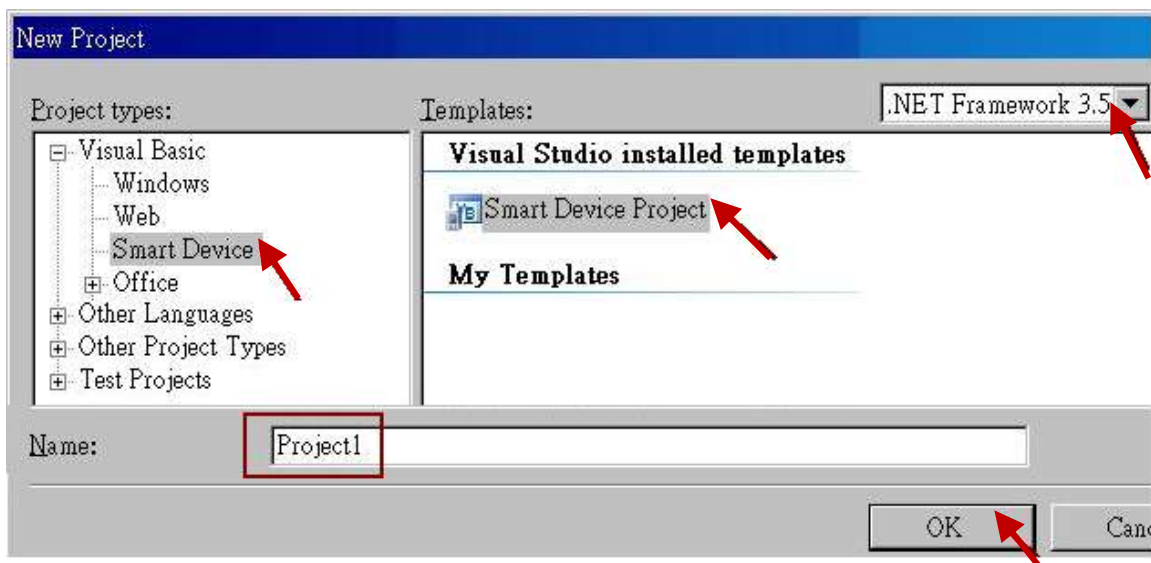 New Project
Project types:
Templates:
.NET Framework 3.5
Visual Basic
Windows
Web
Smart Device
Office
Other Languages
Other Project Types
Test Projects
Visual Studio installed templates
Smart Device Project
My Templates
Name:
Project1
OK
Canc